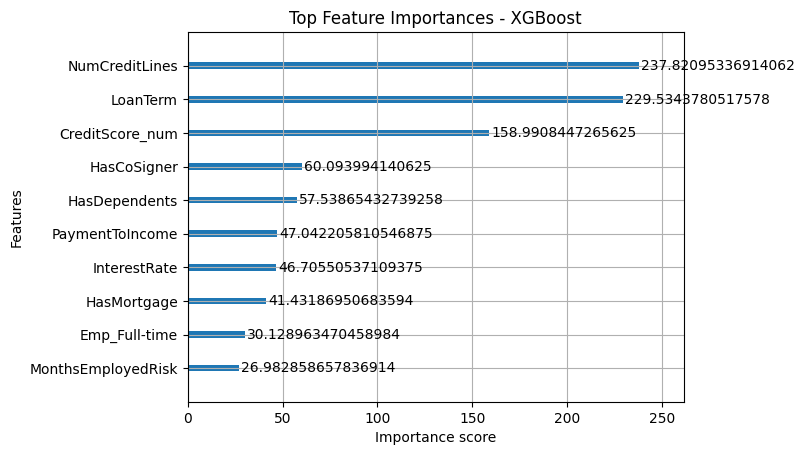 Top Feature Importances - XGBoost
NumCreditLines 237.82095336914062
LoanTerm 229.5343780517578
CreditScore_num 158.9908447265625
HasCoSigner 60.093994140625
HasDependents 57.53865432739258
PaymentToIncome 47.042205810546875
InterestRate 46.70550537109375
HasMortgage 41.43186950683594
Emp_Full-time 30.128963470458984
MonthsEmployedRisk 26.982858657836914
Features
0 50 100 150 200 250
Importance score